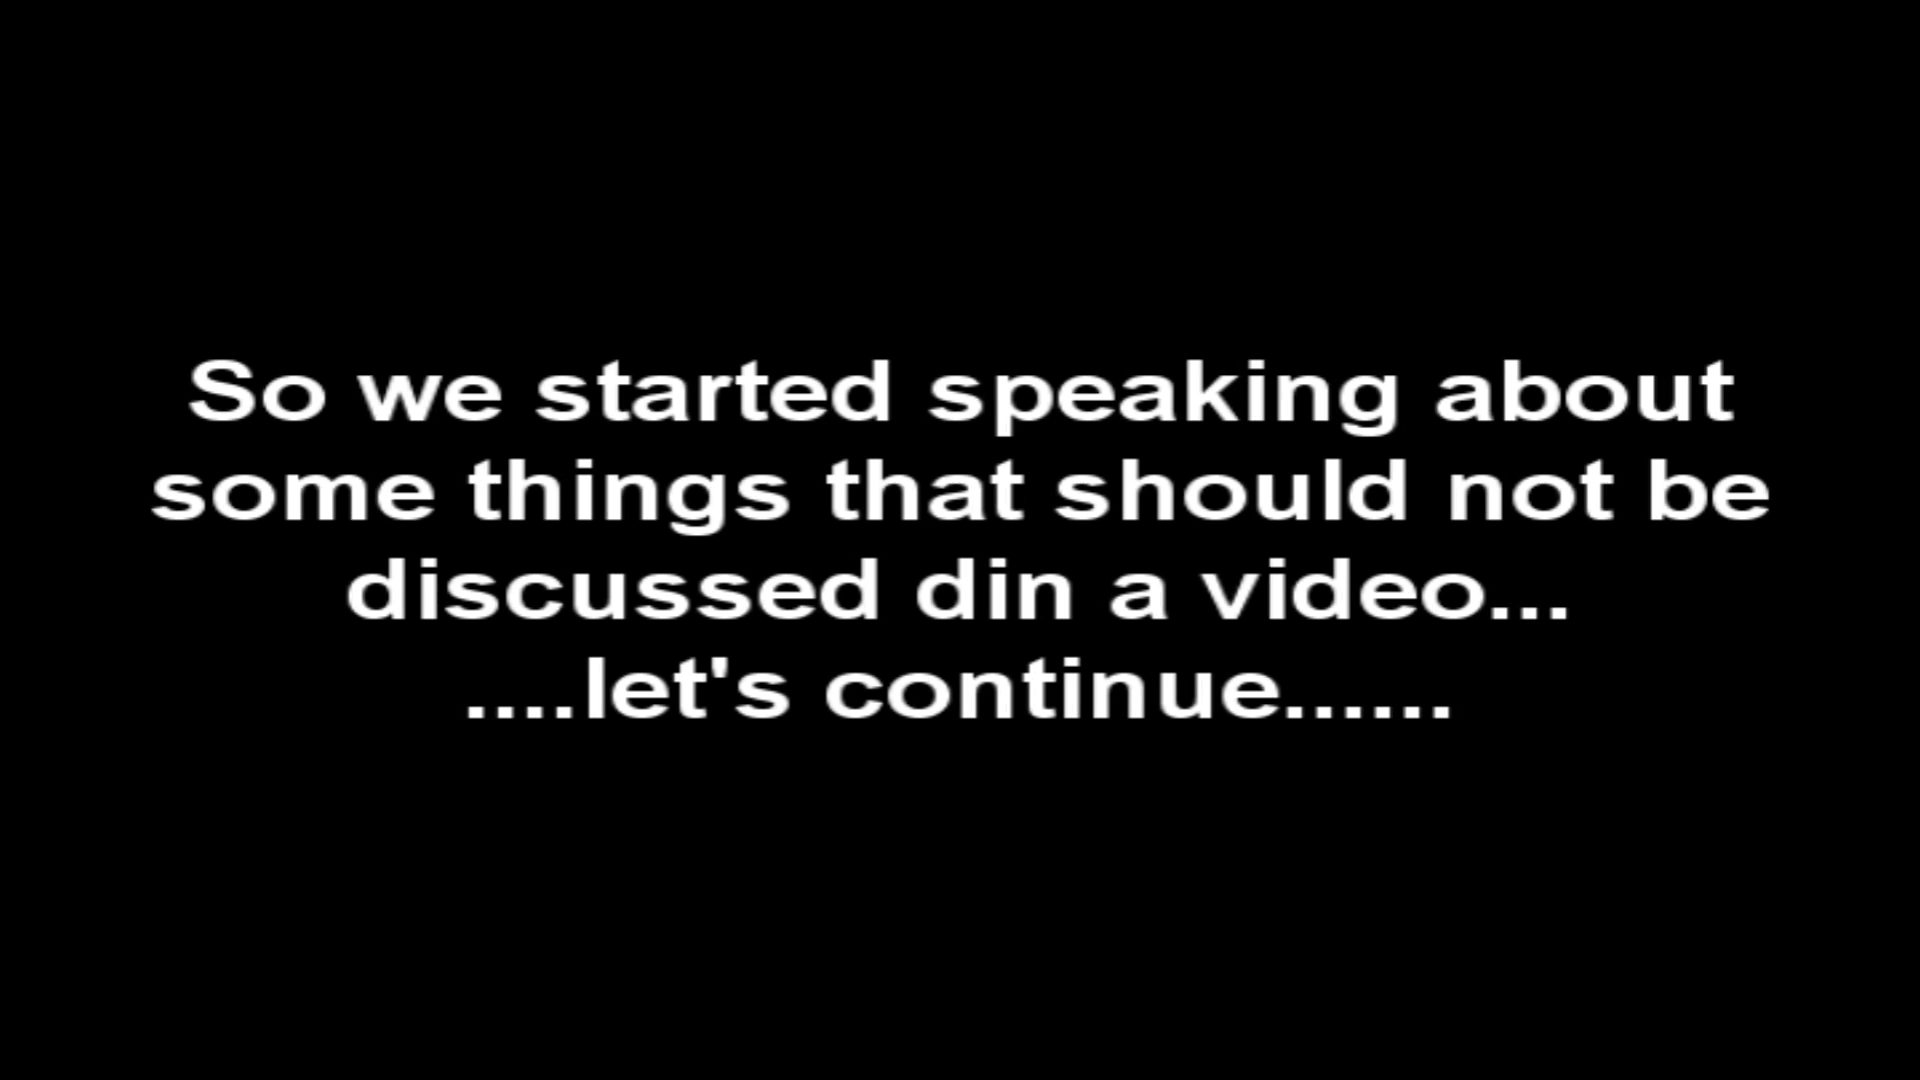 So we started speaking about
some things that should not be
discussed din a video...
....let's continue......